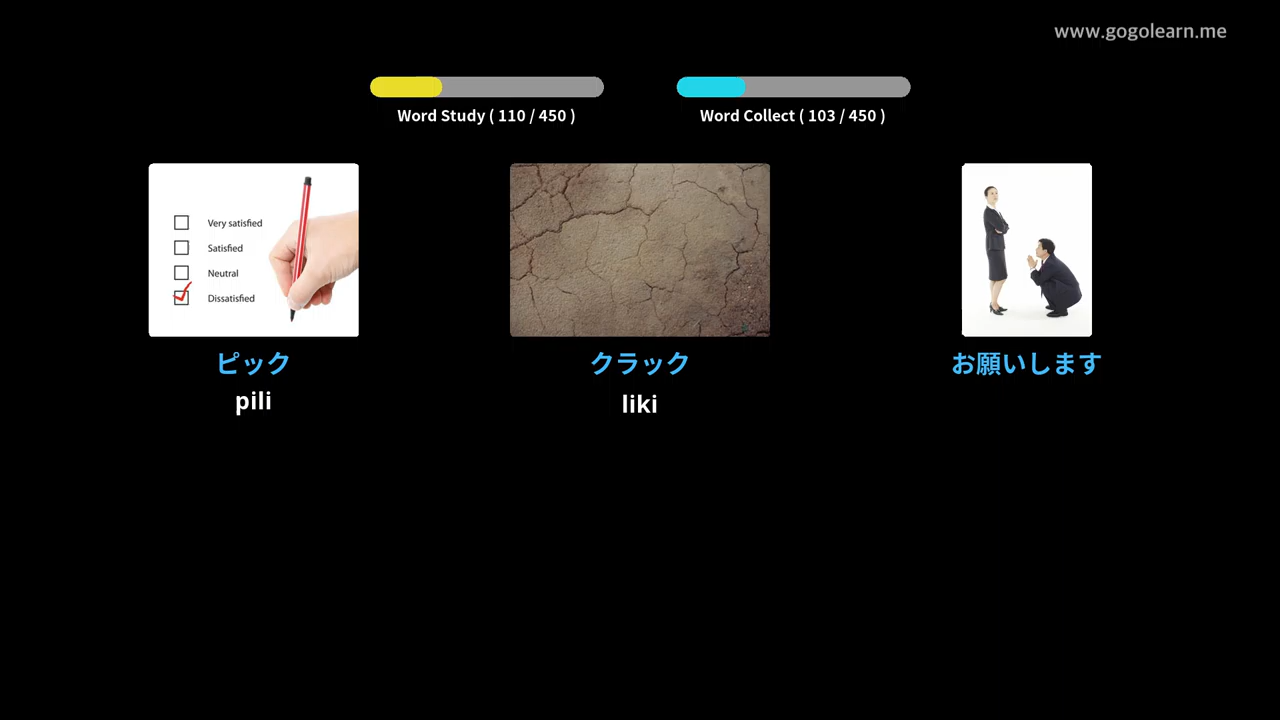 www.gogolearn.me
Word Study ( 110 / 450 )
Word Collect ( 103 / 450 )
Very satisfied
Satisfied
Neutral
Dissatisfied
ピック
クラック
お願いします
pili
liki